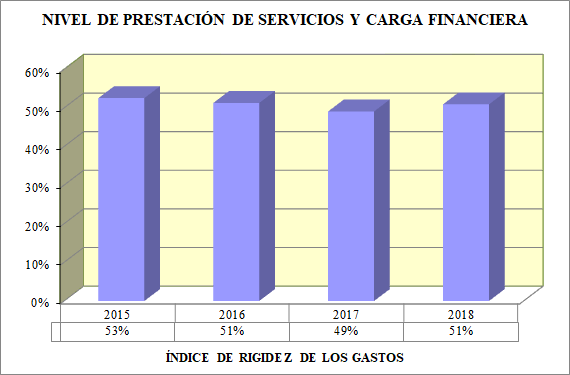 NIVEL DE PRESTACIÓN DE SERVICIOS Y CARGA FINANCIERA
60%
50%
40%
30%
20%
10%
0%
2015 2016 2017 2018
53% 51% 49% 51%
ÍNDICE DE RIGIDEZ DE LOS GASTOS